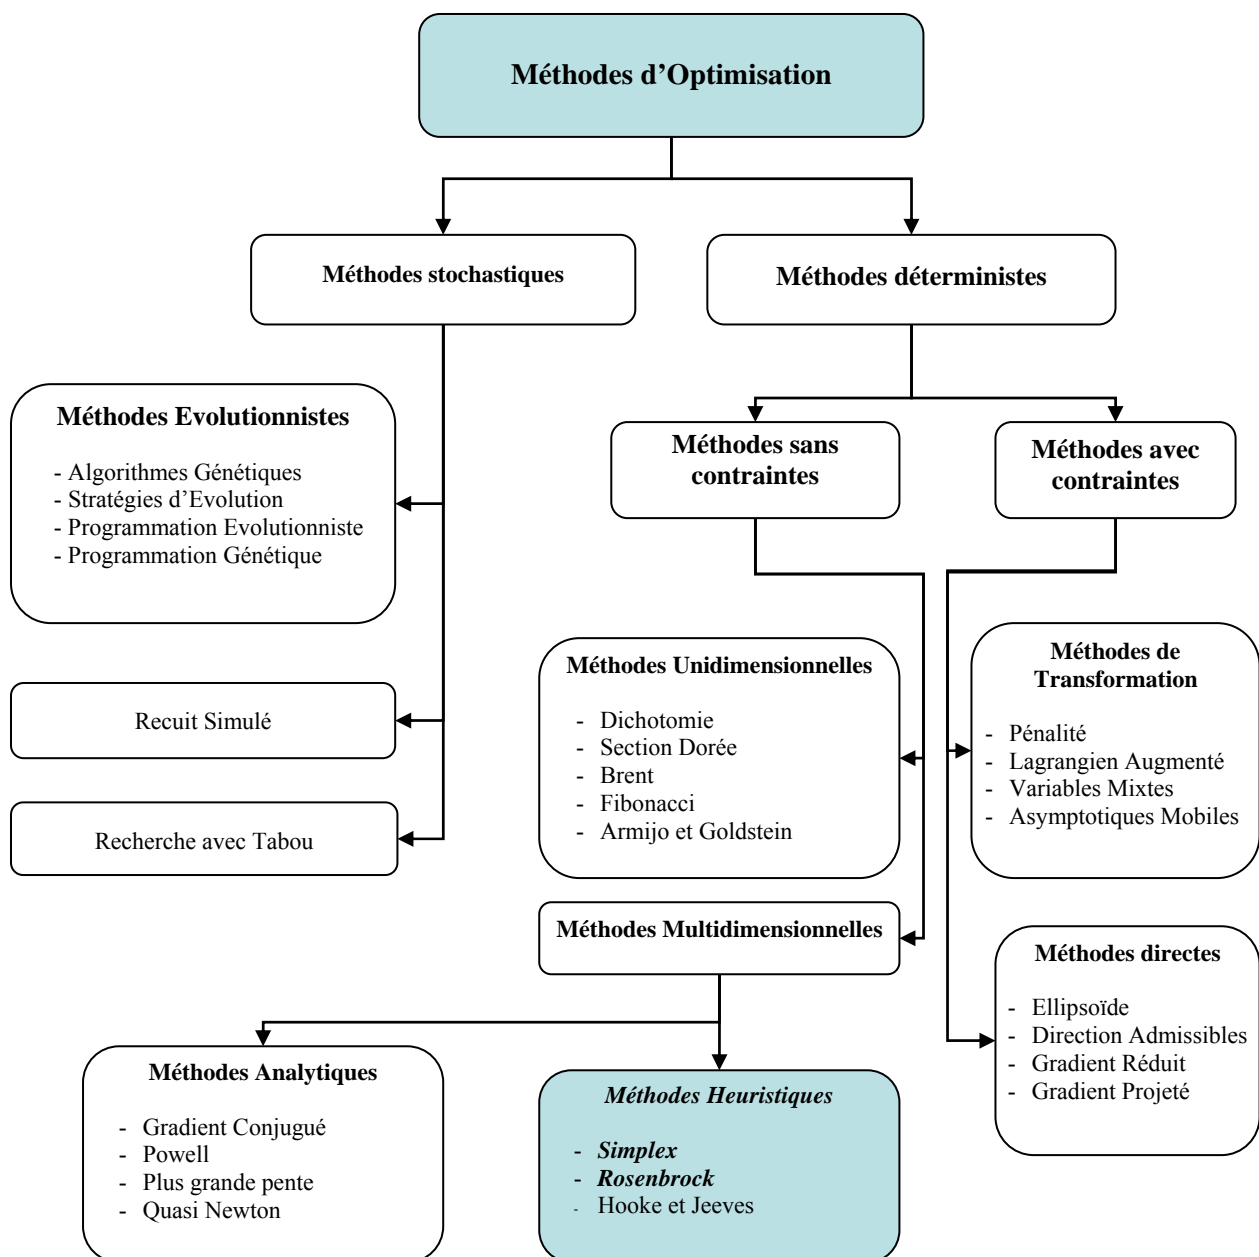 Méthodes d’Optimisation
Méthodes stochastiques
Méthodes déterministes
Méthodes Evolutionnistes
- Algorithmes Génétiques
- Stratégies d’Evolution
- Programmation Evolutionniste
- Programmation Génétique
Recuit Simulé
Recherche avec Tabou
Méthodes sans
contraintes
Méthodes avec
contraintes
Méthodes Unidimensionnelles
- Dichotomie
- Section Dorée
- Brent
- Fibonacci
- Armijo et Goldstein
Méthodes de
Transformation
- Pénalité
- Lagrangien Augmenté
- Variables Mixtes
- Asymptotiques Mobiles
Méthodes Multidimensionnelles
Méthodes directes
- Ellipsoïde
- Direction Admissibles
- Gradient Réduit
- Gradient Projeté
Méthodes Analytiques
- Gradient Conjugué
- Powell
- Plus grande pente
- Quasi Newton
Méthodes Heuristiques
- Simplex
- Rosenbrock
- Hooke et Jeeves